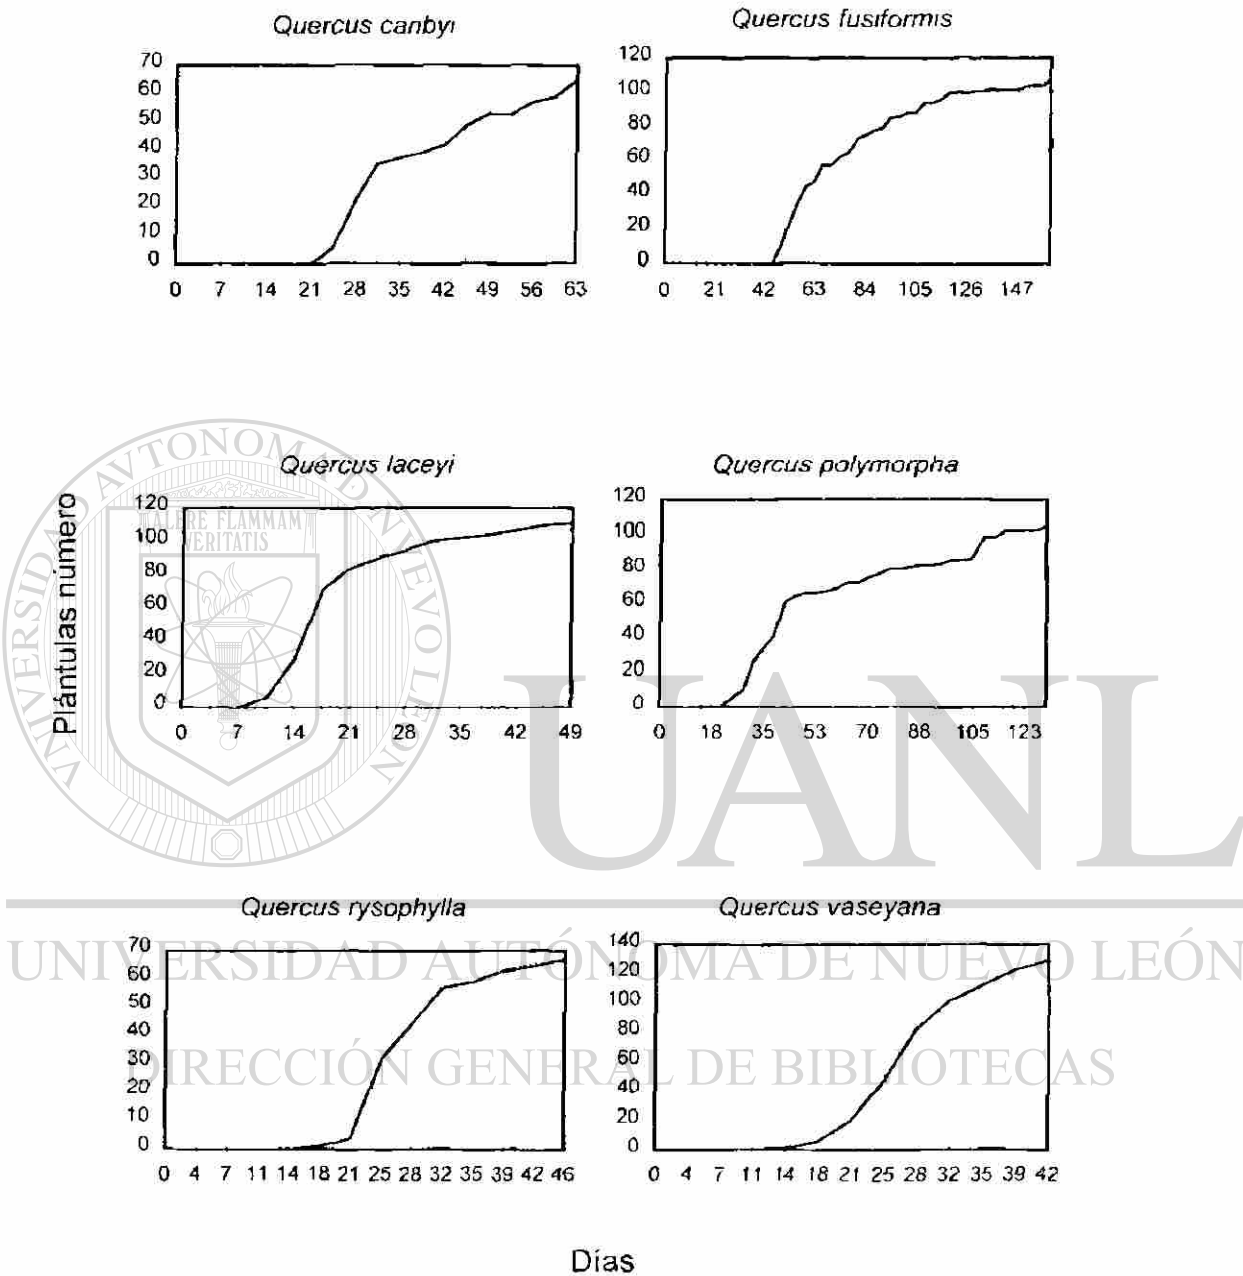 Quercus canbyi
70
60
50
40
30
20
10
0
0 7 14 21 28 35 42 49 56 63
Quercus fusiformis
120
100
80
60
40
20
0
0 21 42 63 84 105 126 147
Plántulas número
Quercus laceyi
120
100
80
60
40
20
0
0 7 14 21 28 35 42 49
Quercus polymorpha
120
100
80
60
40
20
0
0 18 35 53 70 88 105 123
Quercus rysophylla
70
60
50
40
30
20
10
0
0 4 7 11 14 18 21 25 28 32 35 39 42 46
Quercus vaseyana
140
120
100
80
60
40
20
0
0 4 7 11 14 18 21 25 28 32 35 39 42
Días
UNIVERSIDAD AVTONOMA DE NVEVO LEON
ALERE FLAMMAM
VERITATIS
UANL
UNIVERSIDAD AUTÓNOMA DE NUEVO LEÓN
DIRECCIÓN GENERAL DE BIBLIOTECAS